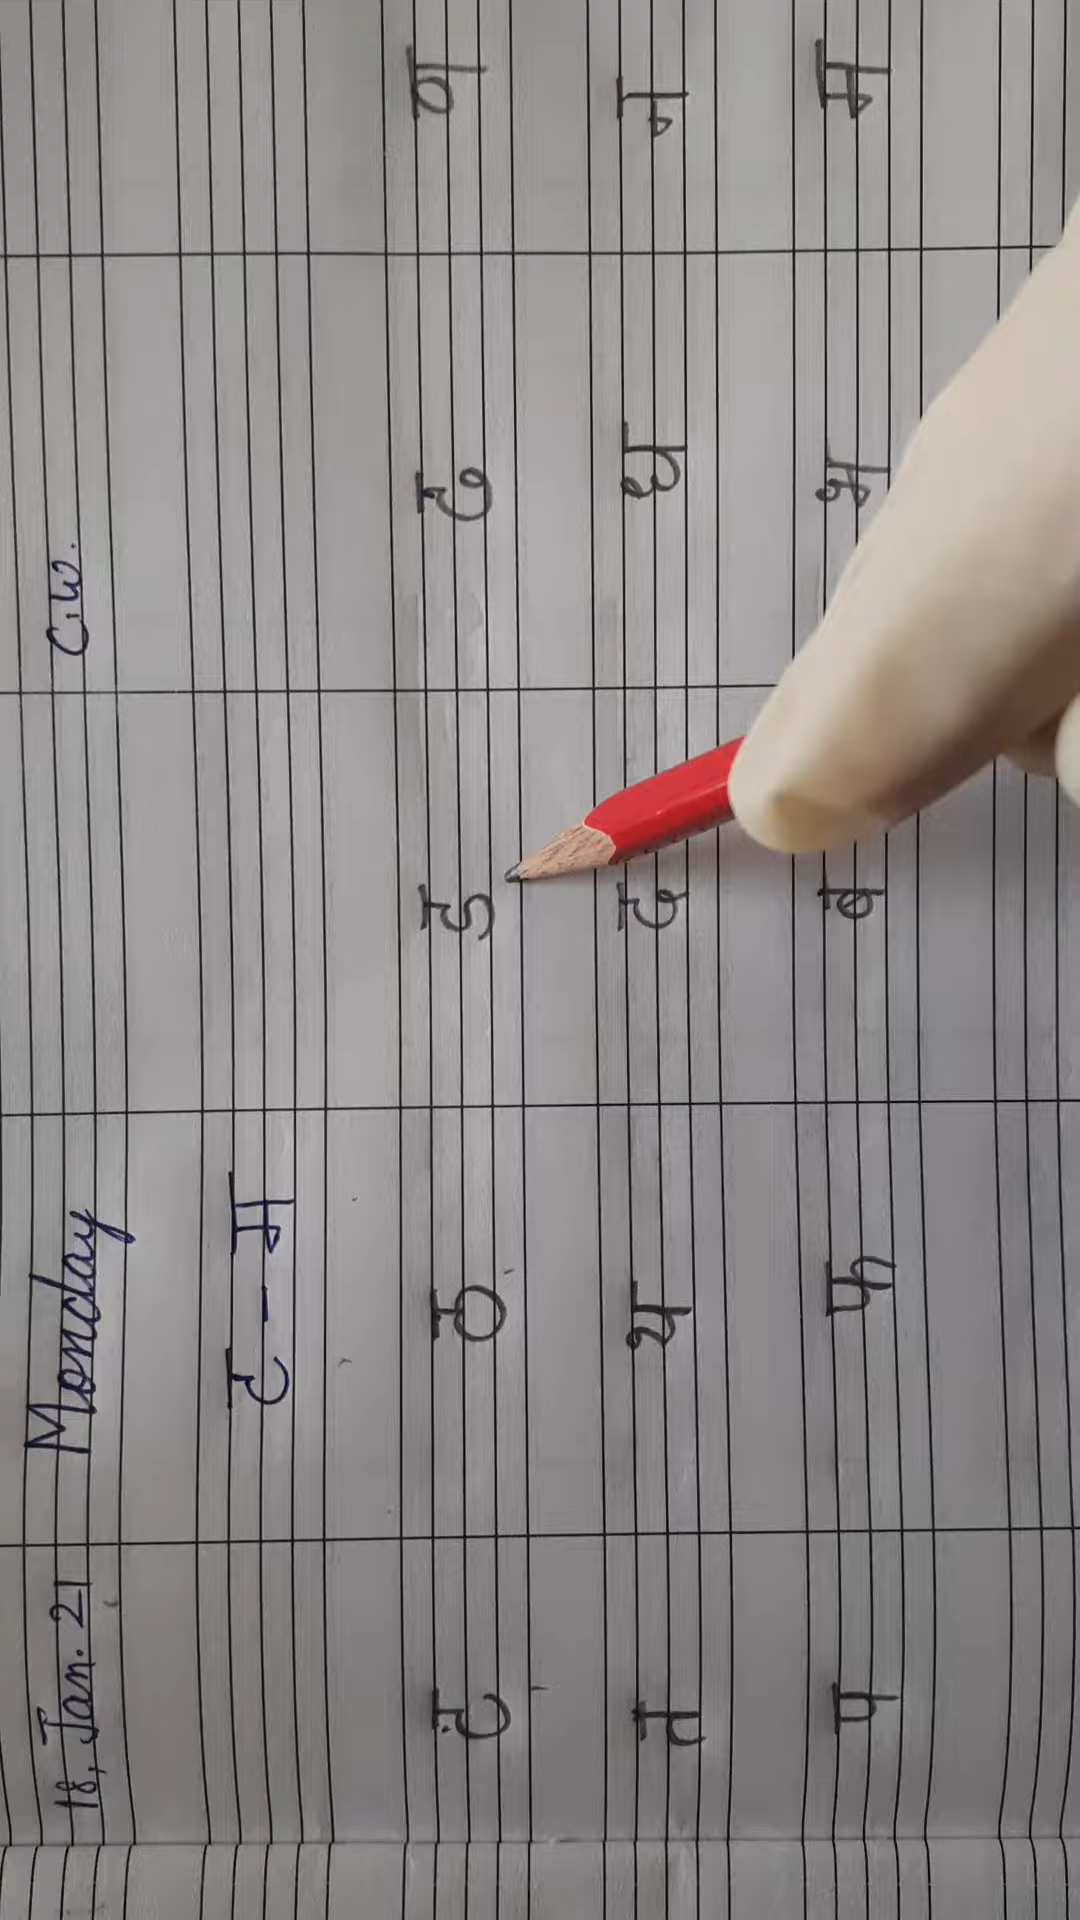 18, Jan. 21 Monday C.W.
ट - म
ट ठ ड ढ ण
त थ द ध न
प फ ब भ म